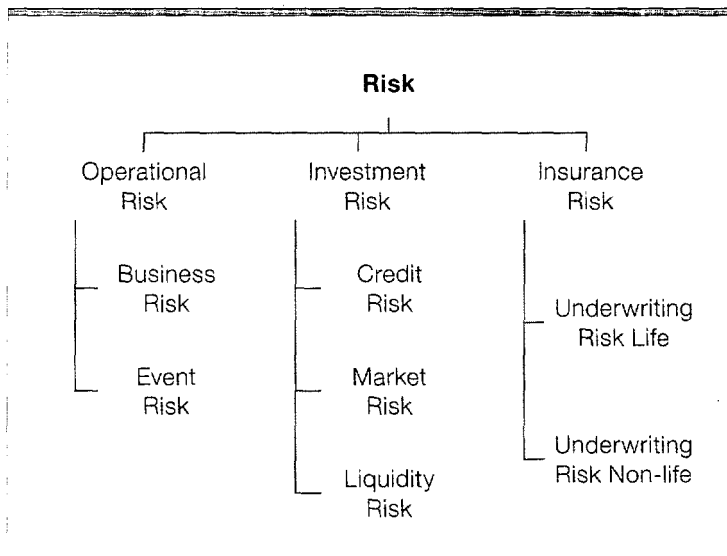 Risk
Operational
Risk
Investment
Risk
Insurance
Risk
Business
Risk
Event
Risk
Credit
Risk
Market
Risk
Liquidity
Risk
Underwriting
Risk Life
Underwriting
Risk Non-life